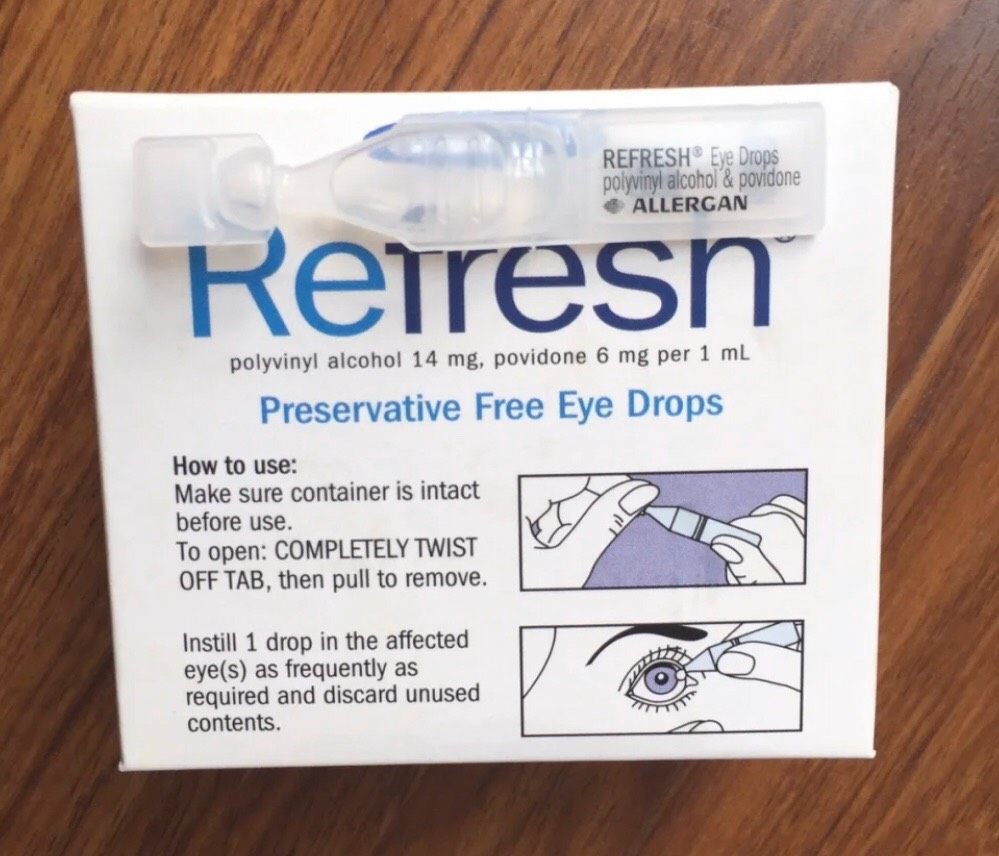 REFRESH® Eye Drops
polyvinyl alcohol & povidone
ALLERGAN
Refresh®
polyvinyl alcohol 14 mg, povidone 6 mg per 1 mL
Preservative Free Eye Drops
How to use:
Make sure container is intact
before use.
To open: COMPLETELY TWIST
OFF TAB, then pull to remove.
Instill 1 drop in the affected
eye(s) as frequently as
required and discard unused
contents.